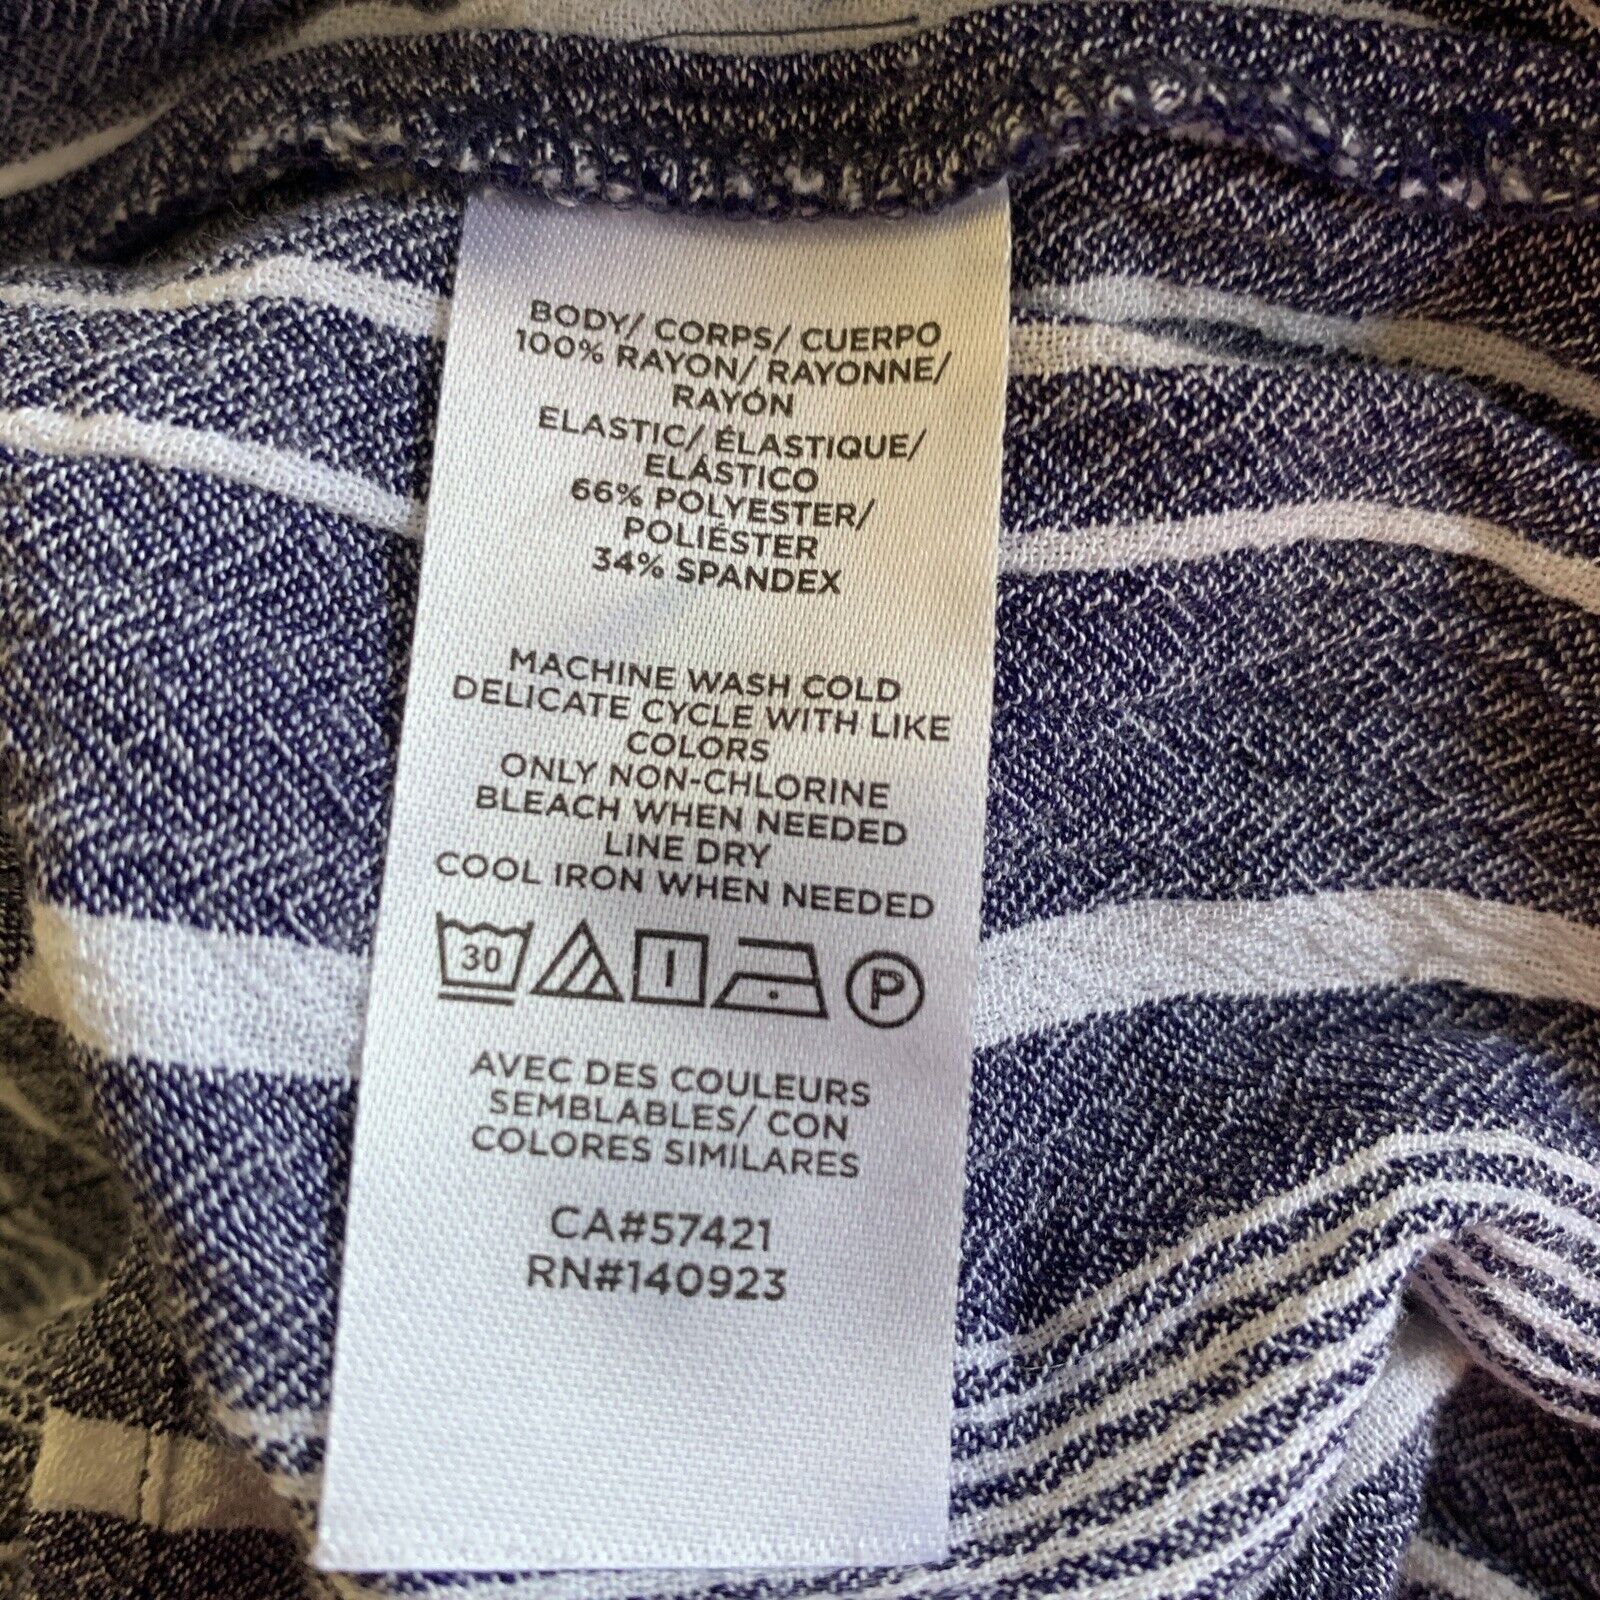 BODY/ CORPS/ CUERPO
100% RAYON/ RAYONNE/
RAYÓN
ELASTIC/ ÉLASTIQUE/
ELÁSTICO
66% POLYESTER/
POLIÉSTER
34% SPANDEX
MACHINE WASH COLD
DELICATE CYCLE WITH LIKE
COLORS
ONLY NON-CHLORINE
BLEACH WHEN NEEDED
LINE DRY
COOL IRON WHEN NEEDED
30 P
AVEC DES COULEURS
SEMBLABLES/ CON
COLORES SIMILARES
CA#57421
RN#140923